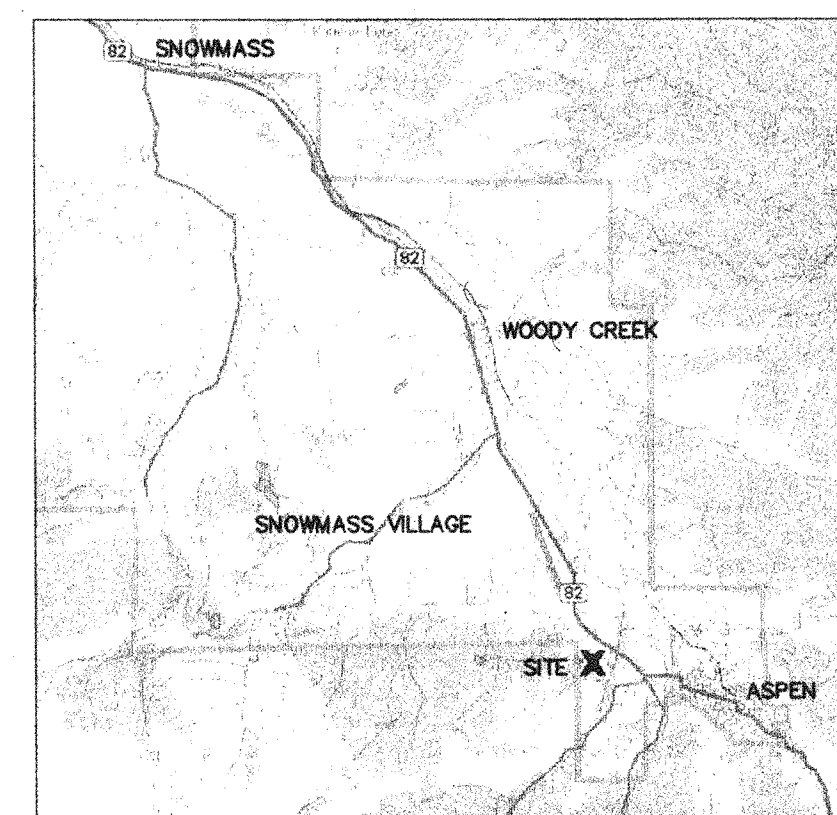 82
SNOWMASS
82
WOODY CREEK
SNOWMASS VILLAGE
82
SITE X
ASPEN